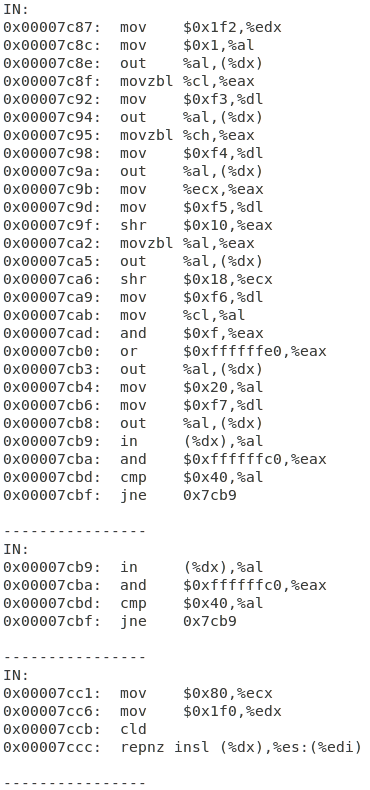 IN:
0x00007c87:  mov    $0x1f2,%edx
0x00007c8c:  mov    $0x1,%al
0x00007c8e:  out    %al,(%dx)
0x00007c8f:  movzbl %cl,%eax
0x00007c92:  mov    $0xf3,%dl
0x00007c94:  out    %al,(%dx)
0x00007c95:  movzbl %ch,%eax
0x00007c98:  mov    $0xf4,%dl
0x00007c9a:  out    %al,(%dx)
0x00007c9b:  mov    %ecx,%eax
0x00007c9d:  mov    $0xf5,%dl
0x00007c9f:  shr    $0x10,%eax
0x00007ca2:  movzbl %al,%eax
0x00007ca5:  out    %al,(%dx)
0x00007ca6:  shr    $0x18,%ecx
0x00007ca9:  mov    $0xf6,%dl
0x00007cab:  mov    %cl,%al
0x00007cad:  and    $0xf,%eax
0x00007cb0:  or     $0xffffffe0,%eax
0x00007cb3:  out    %al,(%dx)
0x00007cb4:  mov    $0x20,%al
0x00007cb6:  mov    $0xf7,%dl
0x00007cb8:  out    %al,(%dx)
0x00007cb9:  in     (%dx),%al
0x00007cba:  and    $0xffffffc0,%eax
0x00007cbd:  cmp    $0x40,%al
0x00007cbf:  jne    0x7cb9
----------------
IN:
0x00007cb9:  in     (%dx),%al
0x00007cba:  and    $0xffffffc0,%eax
0x00007cbd:  cmp    $0x40,%al
0x00007cbf:  jne    0x7cb9
----------------
IN:
0x00007cc1:  mov    $0x80,%ecx
0x00007cc6:  mov    $0x1f0,%edx
0x00007ccb:  cld
0x00007ccc:  repnz insl (%dx),%es:(%edi)
----------------